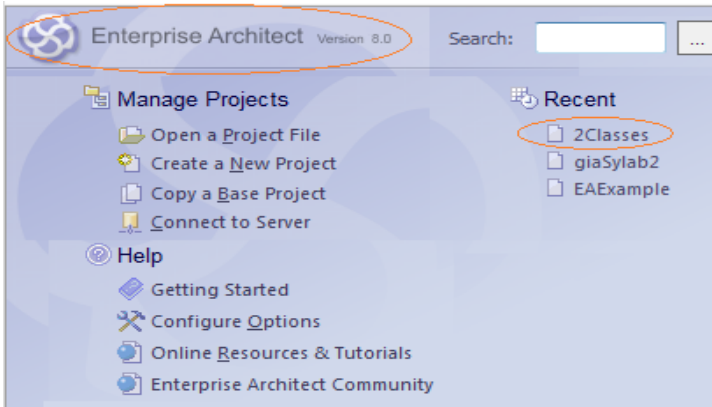 Enterprise Architect Version 8.0
Search:
...
Manage Projects
Open a Project File
Create a New Project
Copy a Base Project
Connect to Server
Help
Getting Started
Configure Options
Online Resources & Tutorials
Enterprise Architect Community
Recent
2Classes
giaSylab2
EAExample